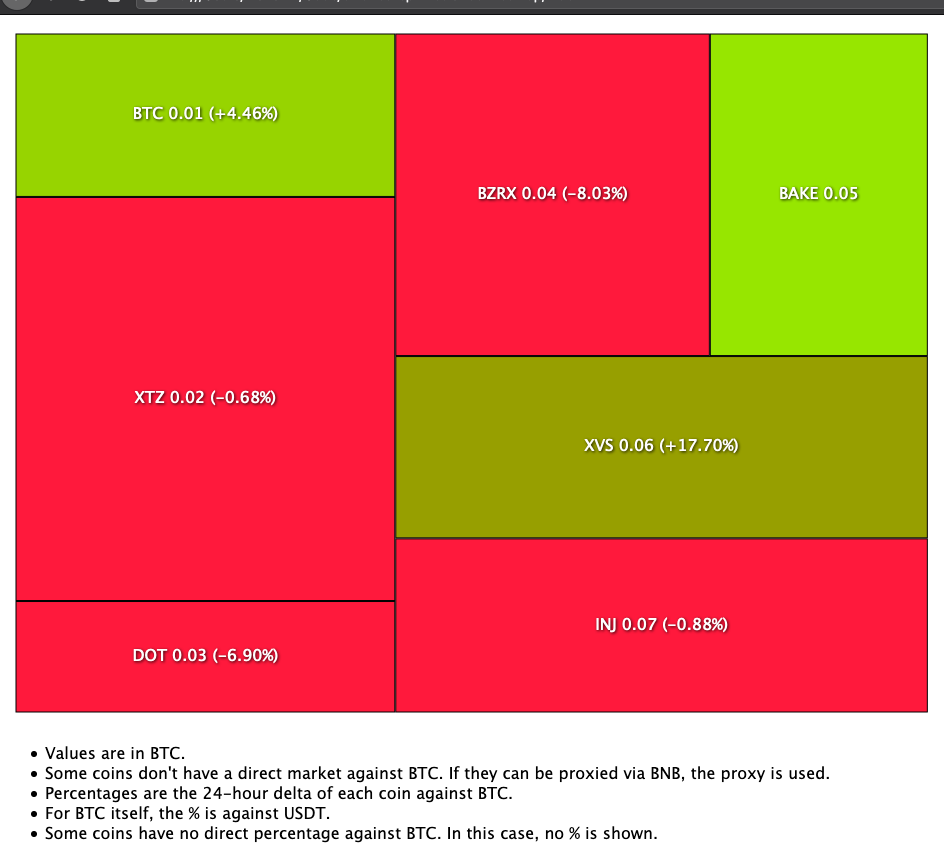 BTC 0.01 (+4.46%)
BZRX 0.04 (-8.03%)
BAKE 0.05
XTZ 0.02 (-0.68%)
XVS 0.06 (+17.70%)
INJ 0.07 (-0.88%)
DOT 0.03 (-6.90%)
• Values are in BTC.
• Some coins don't have a direct market against BTC. If they can be proxied via BNB, the proxy is used.
• Percentages are the 24-hour delta of each coin against BTC.
• For BTC itself, the % is against USDT.
• Some coins have no direct percentage against BTC. In this case, no % is shown.